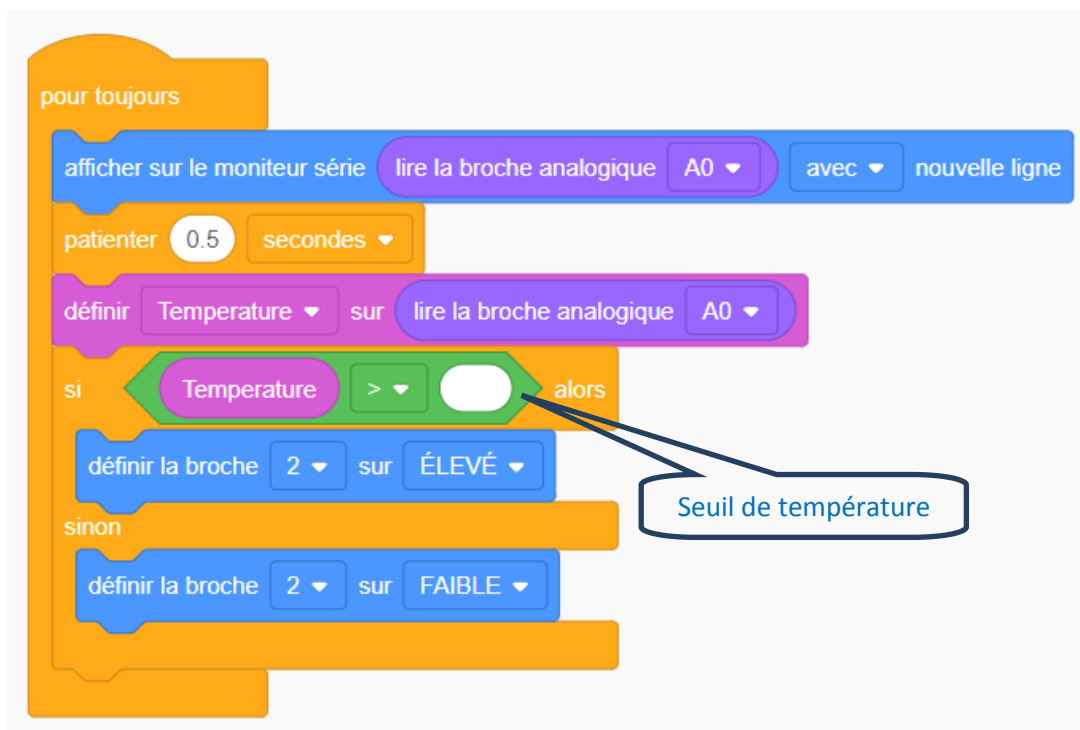 pour toujours
afficher sur le moniteur série lire la broche analogique A0 avec nouvelle ligne
patienter 0.5 secondes
définir Temperature sur lire la broche analogique A0
si Temperature > alors
définir la broche 2 sur ÉLEVÉ
Seuil de température
sinon
définir la broche 2 sur FAIBLE